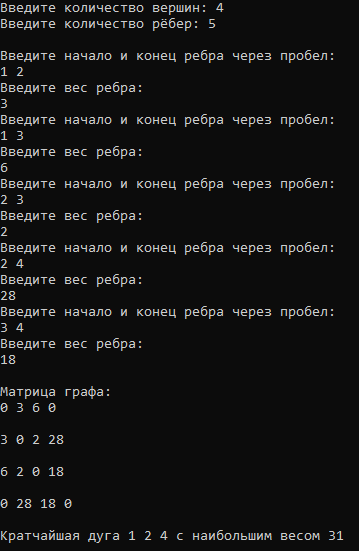 Введите количество вершин: 4
Введите количество рёбер: 5
Введите начало и конец ребра через пробел:
1 2
Введите вес ребра:
3
Введите начало и конец ребра через пробел:
1 3
Введите вес ребра:
6
Введите начало и конец ребра через пробел:
2 3
Введите вес ребра:
2
Введите начало и конец ребра через пробел:
2 4
Введите вес ребра:
28
Введите начало и конец ребра через пробел:
3 4
Введите вес ребра:
18
Матрица графа:
0 3 6 0
3 0 2 28
6 2 0 18
0 28 18 0
Кратчайшая дуга 1 2 4 с наибольшим весом 31